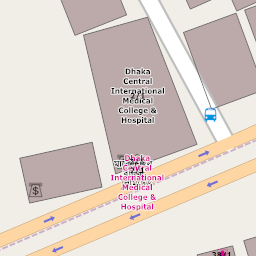 Dhaka
Central
International
Medical
College &
Hospital
Dhaka
Central
International
Medical
College &
Hospital